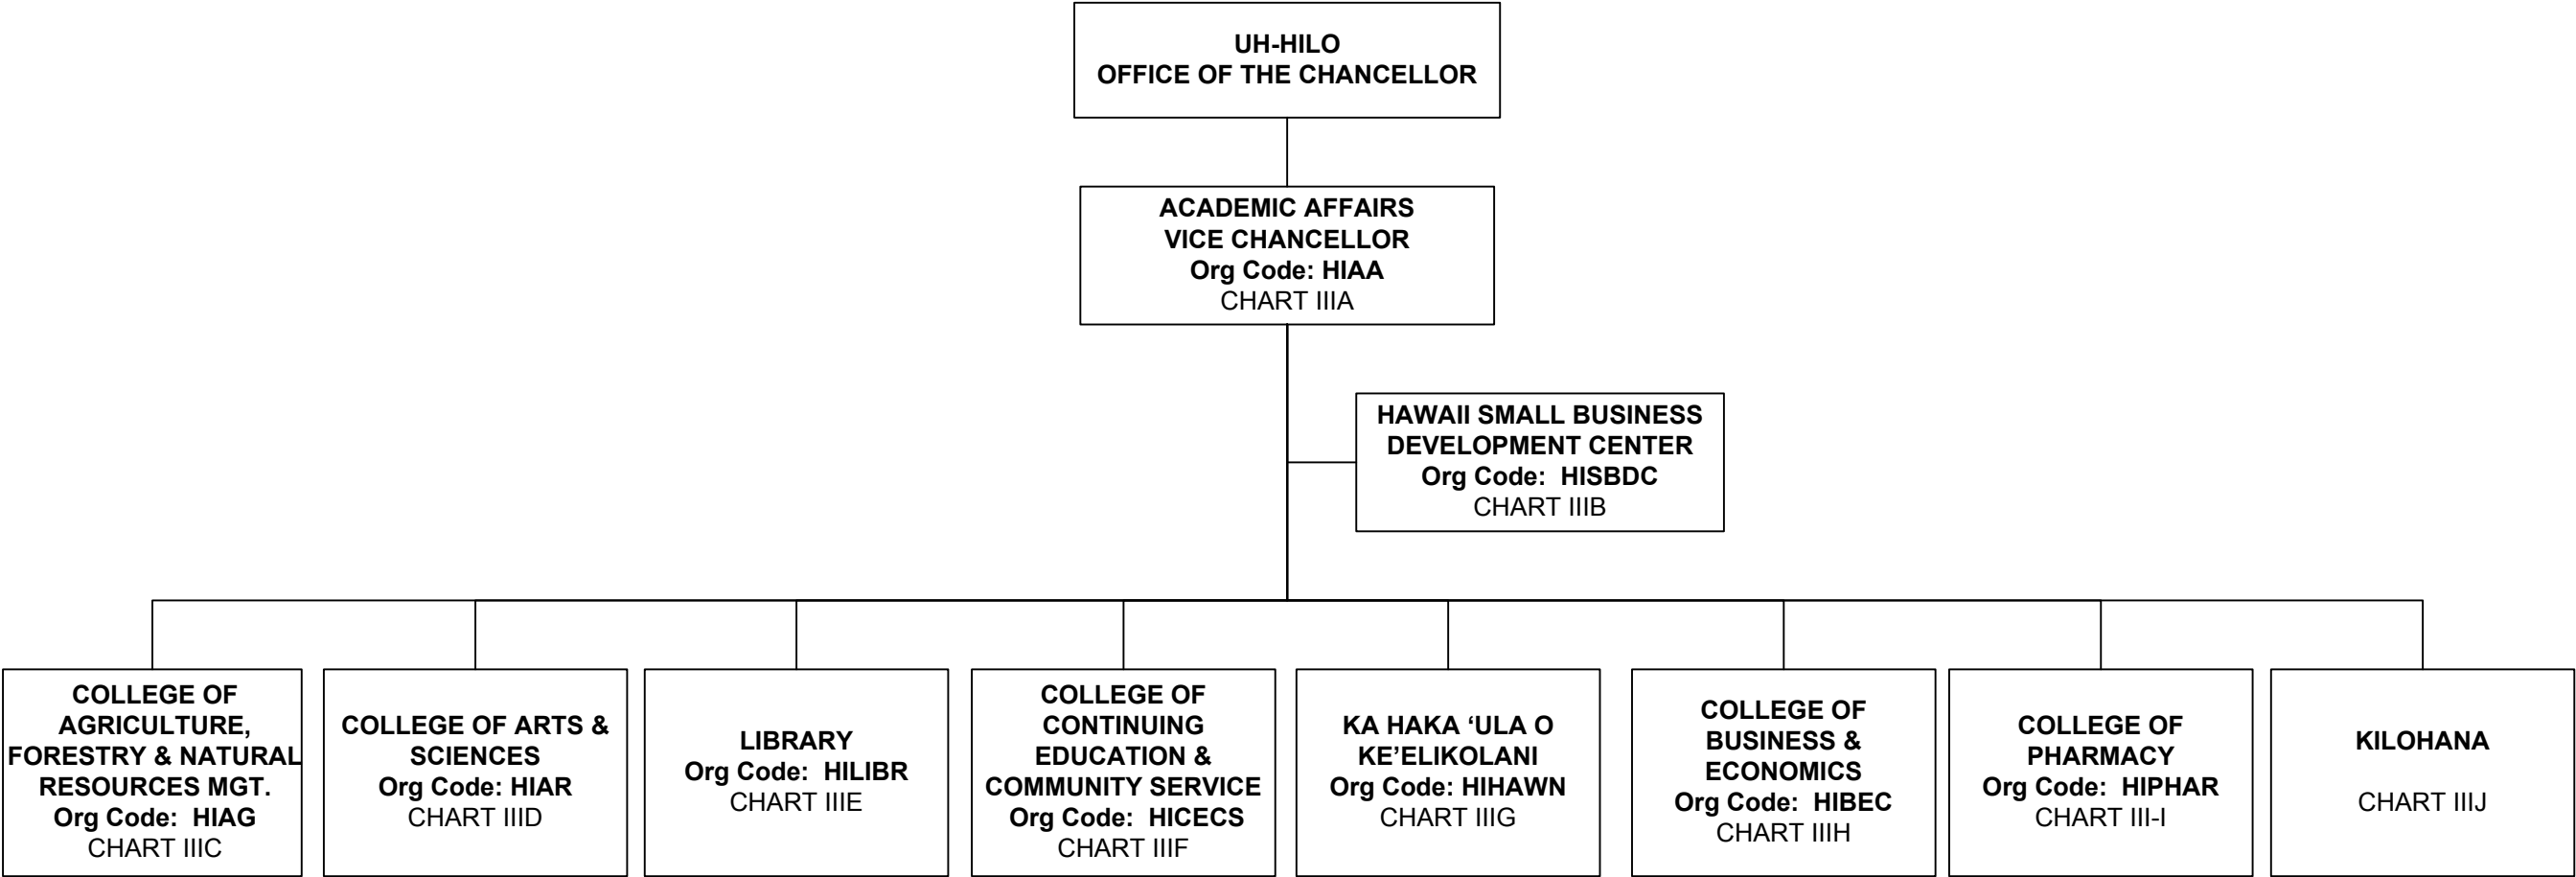 UH-HILO
OFFICE OF THE CHANCELLOR
ACADEMIC AFFAIRS
VICE CHANCELLOR
Org Code: HIAA
CHART IIIA
HAWAII SMALL BUSINESS
DEVELOPMENT CENTER
Org Code: HISBDC
CHART IIIB
COLLEGE OF
AGRICULTURE,
FORESTRY & NATURAL
RESOURCES MGT.
Org Code: HIAG
CHART IIIC
COLLEGE OF ARTS &
SCIENCES
Org Code: HIAR
CHART IIID
LIBRARY
Org Code: HILIBR
CHART IIIE
COLLEGE OF
CONTINUING
EDUCATION &
COMMUNITY SERVICE
Org Code: HICECS
CHART IIIF
KA HAKA ‘ULA O
KE’ELIKOLANI
Org Code: HIHAWN
CHART IIIG
COLLEGE OF
BUSINESS &
ECONOMICS
Org Code: HIBEC
CHART IIIH
COLLEGE OF
PHARMACY
Org Code: HIPHAR
CHART III-I
KILOHANA
CHART IIIJ